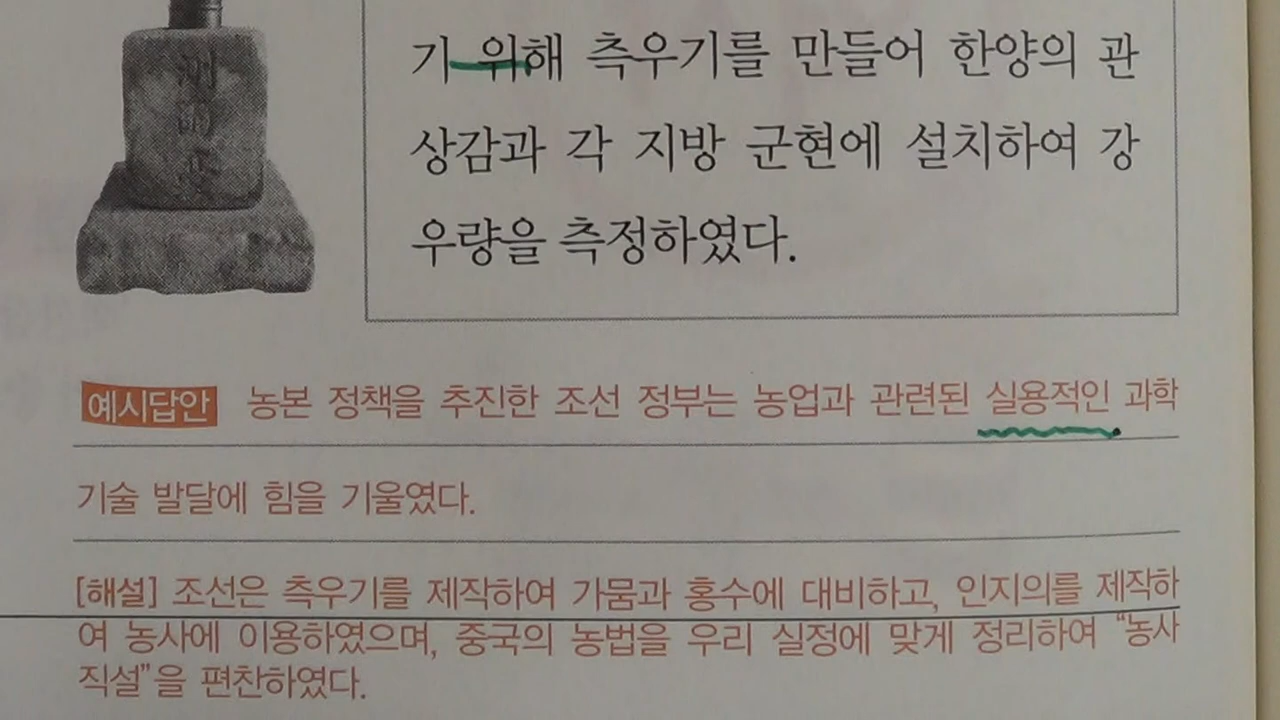 기 위해 측우기를 만들어 한양의 관
상감과 각 지방 군현에 설치하여 강
우량을 측정하였다.
예시답안 농본 정책을 추진한 조선 정부는 농업과 관련된 실용적인 과학
기술 발달에 힘을 기울였다.
[해설] 조선은 측우기를 제작하여 가뭄과 홍수에 대비하고, 인지의를 제작하
여 농사에 이용하였으며, 중국의 농법을 우리 실정에 맞게 정리하여 “농사
직설”을 편찬하였다.